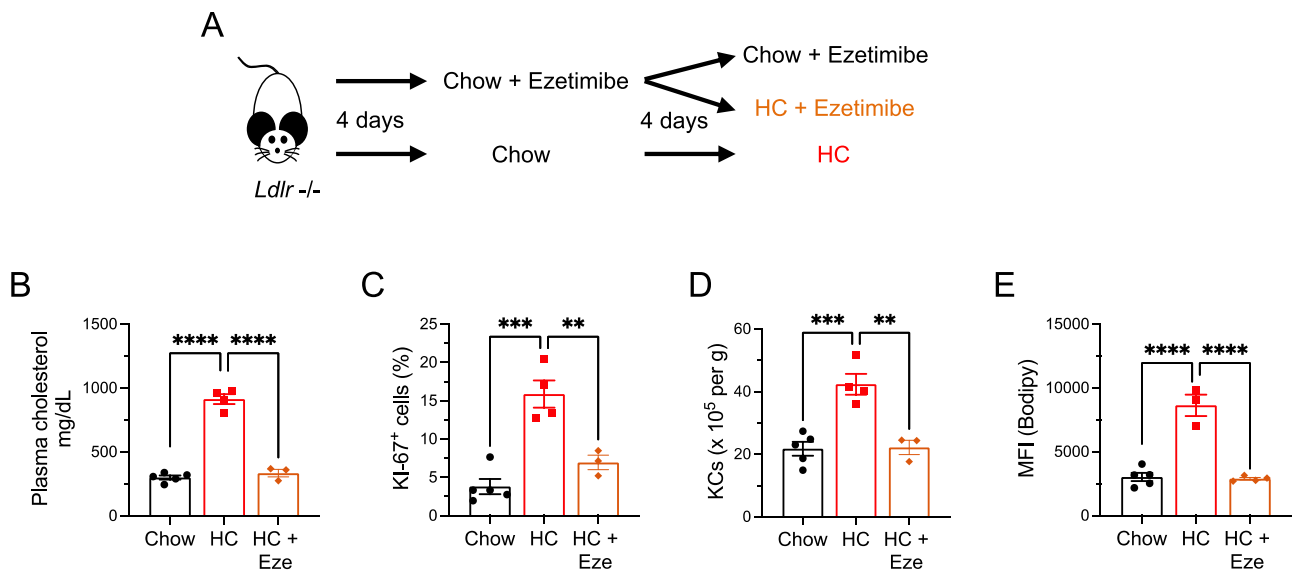 A
Chow + Ezetimibe
Chow + Ezetimibe
HC + Ezetimibe
4 days
4 days
Chow
HC
Ldlr -/-
B
Plasma cholesterol
mg/dL
1500
1000
500
0
****
****
Chow
HC
HC +
Eze
C
KI-67⁺ cells (%)
25
20
15
10
5
0
***
**
Chow
HC
HC +
Eze
D
KCs (x 10⁵ per g)
60
40
20
0
***
**
Chow
HC
HC +
Eze
E
MFI (Bodipy)
15000
10000
5000
0
****
****
Chow
HC
HC +
Eze